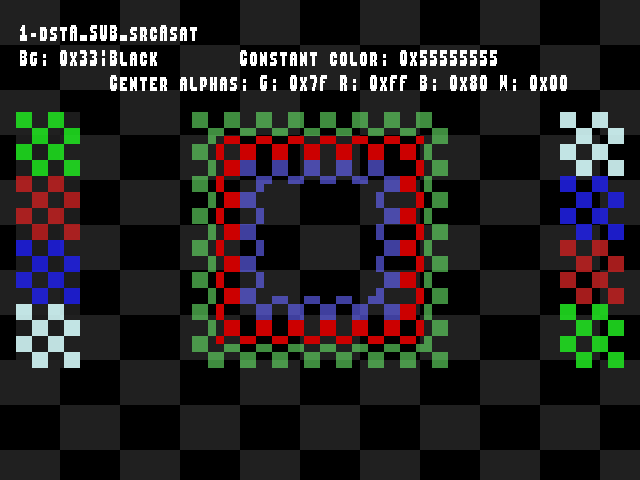 1-dstA_SUB_srcAsat
Bg: 0x33¦Black Constant color: 0x55555555
Center alphas: G: 0x7f R: 0xff B: 0x80 W: 0x00